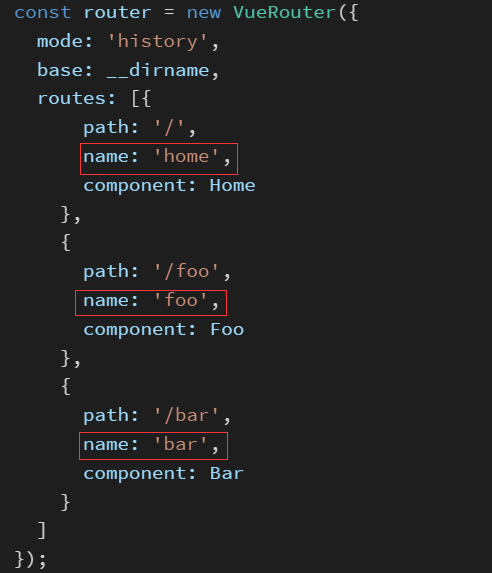 const router = new VueRouter({
  mode: 'history',
  base: __dirname,
  routes: [{
      path: '/',
      name: 'home',
      component: Home
    },
    {
      path: '/foo',
      name: 'foo',
      component: Foo
    },
    {
      path: '/bar',
      name: 'bar',
      component: Bar
    }
  ]
});